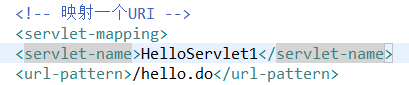 <!-- 映射一个URI -->
<servlet-mapping>
<servlet-name>HelloServlet1</servlet-name>
<url-pattern>/hello.do</url-pattern>